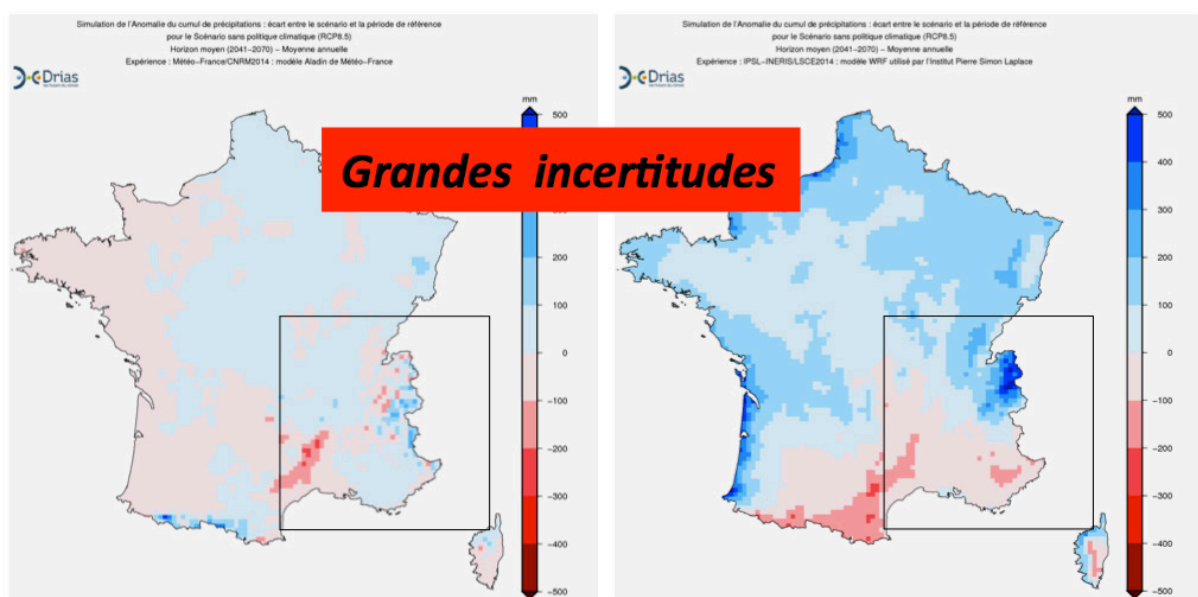 Simulation de l'Anomalie du cumul de précipitations : écart entre le scénario et la période de référence
pour le Scénario sans politique climatique (RCP8.5)
Horizon moyen (2041-2070) – Moyenne annuelle
Expérience : Météo-France/CNRM2014 : modèle Aladin de Météo-France
Drias
mm
500
200
100
0
-100
-200
-300
-400
-500
Grandes incertitudes
Simulation de l'Anomalie du cumul de précipitations : écart entre le scénario et la période de référence
pour le Scénario sans politique climatique (RCP8.5)
Horizon moyen (2041-2070) – Moyenne annuelle
Expérience : IPSL-INERIS/LSCE2014 : modèle WRF utilisé par l'Institut Pierre Simon Laplace
Drias
mm
500
400
300
200
100
0
-100
-200
-300
-400
-500